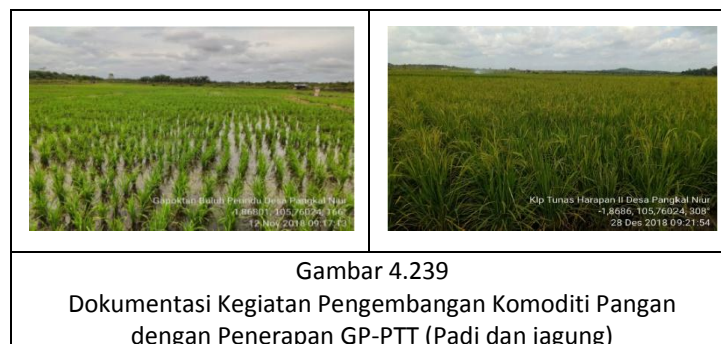 Gapoktan Buluh Perindu Desa Pangkal Niur
-1,86801, 105,76024, 166°
12 Nov 2018 09:17:13
Klp Tunas Harapan II Desa Pangkal Niur
-1,8686, 105,76024, 308°
28 Des 2018 09:21:54
Gambar 4.239
Dokumentasi Kegiatan Pengembangan Komoditi Pangan
dengan Penerapan GP-PTT (Padi dan jagung)